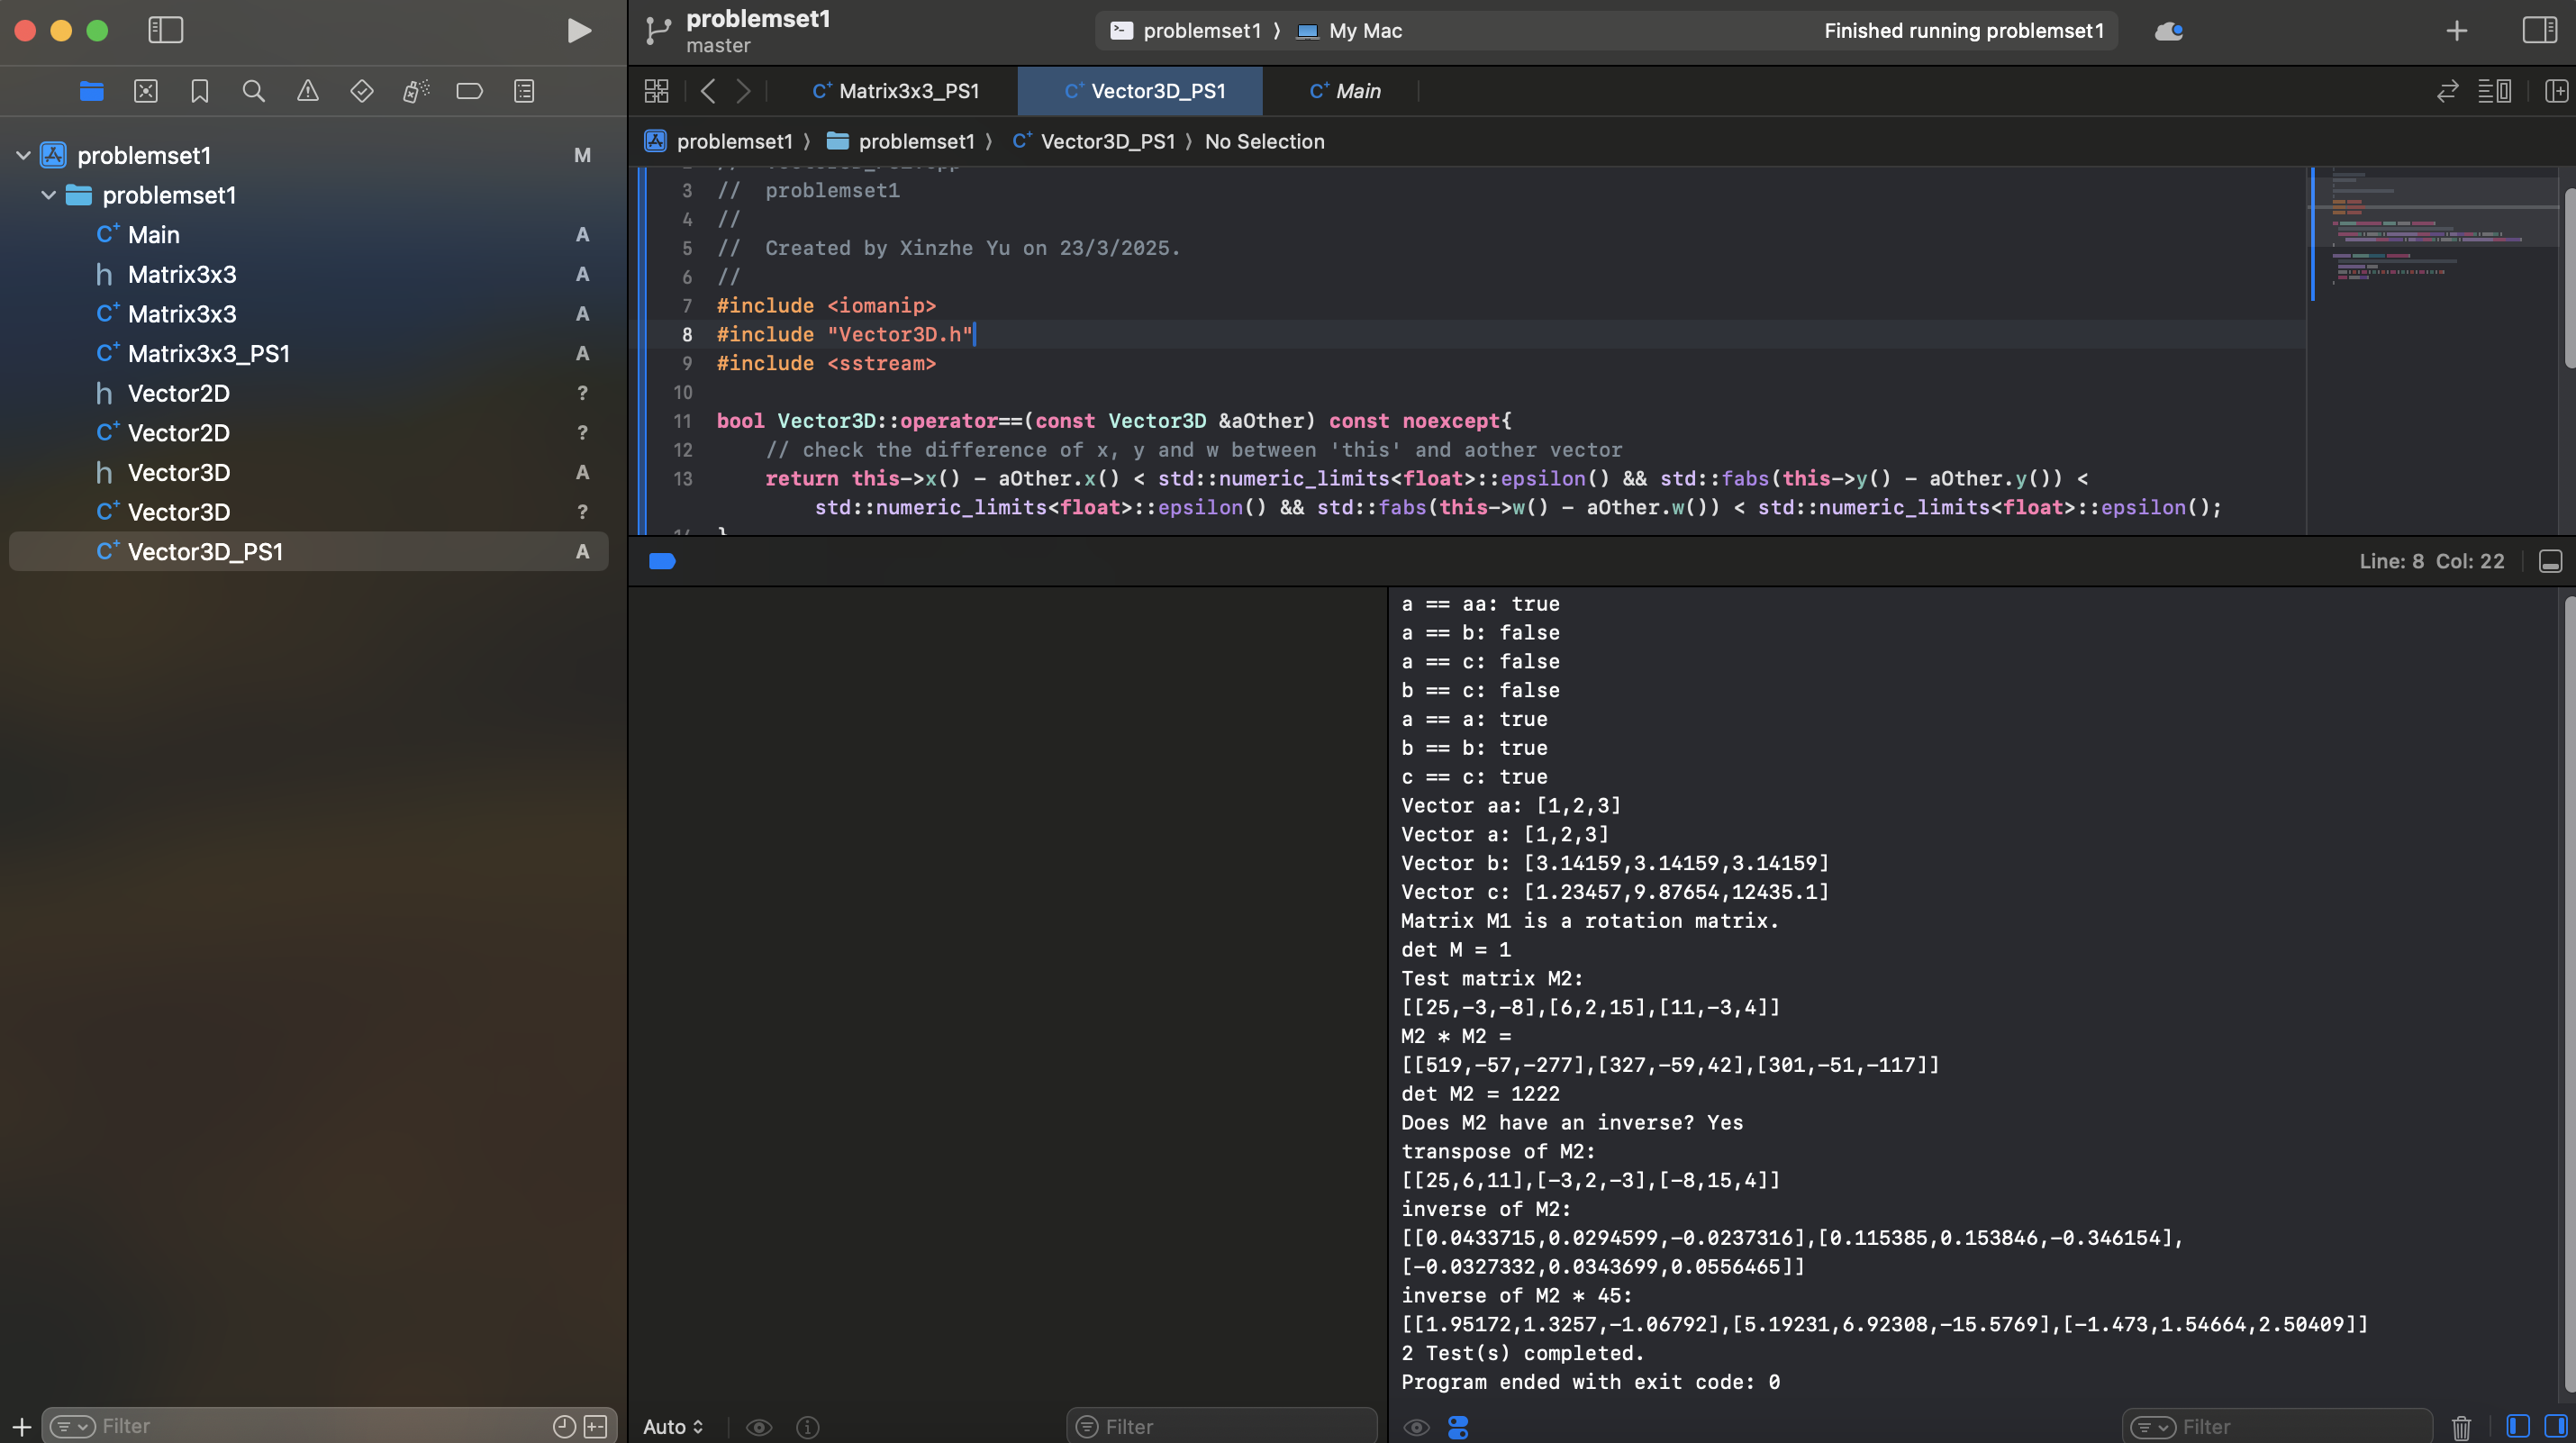 problemset1
master
problemset1 ⟩ My Mac
Finished running problemset1
Matrix3x3_PS1
Vector3D_PS1
Main
problemset1 ⟩ problemset1 ⟩ Vector3D_PS1 ⟩ No Selection
problemset1 M
problemset1
Main A
Matrix3x3 A
Matrix3x3 A
Matrix3x3_PS1 A
Vector2D ?
Vector2D ?
Vector3D A
Vector3D ?
Vector3D_PS1 A
3 //  problemset1
4 //
5 //  Created by Xinzhe Yu on 23/3/2025.
6 //
7 #include <iomanip>
8 #include "Vector3D.h"
9 #include <sstream>
10
11 bool Vector3D::operator==(const Vector3D &aOther) const noexcept{
12     // check the difference of x, y and w between 'this' and aother vector
13     return this->x() - aOther.x() < std::numeric_limits<float>::epsilon() && std::fabs(this->y() - aOther.y()) <
std::numeric_limits<float>::epsilon() && std::fabs(this->w() - aOther.w()) < std::numeric_limits<float>::epsilon();
Line: 8 Col: 22
a == aa: true
a == b: false
a == c: false
b == c: false
a == a: true
b == b: true
c == c: true
Vector aa: [1,2,3]
Vector a: [1,2,3]
Vector b: [3.14159,3.14159,3.14159]
Vector c: [1.23457,9.87654,12435.1]
Matrix M1 is a rotation matrix.
det M = 1
Test matrix M2:
[[25,-3,-8],[6,2,15],[11,-3,4]]
M2 * M2 =
[[519,-57,-277],[327,-59,42],[301,-51,-117]]
det M2 = 1222
Does M2 have an inverse? Yes
transpose of M2:
[[25,6,11],[-3,2,-3],[-8,15,4]]
inverse of M2:
[[0.0433715,0.0294599,-0.0237316],[0.115385,0.153846,-0.346154],
[-0.0327332,0.0343699,0.0556465]]
inverse of M2 * 45:
[[1.95172,1.3257,-1.06792],[5.19231,6.92308,-15.5769],[-1.473,1.54664,2.50409]]
2 Test(s) completed.
Program ended with exit code: 0
Filter
Auto
Filter
Filter